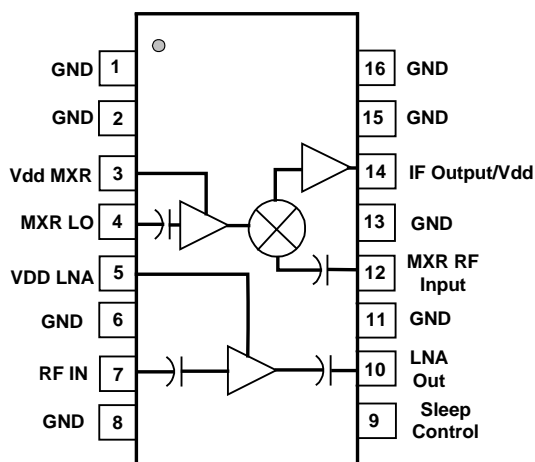 GND 1
GND 2
Vdd MXR 3
MXR LO 4
VDD LNA 5
GND 6
RF IN 7
GND 8
16 GND
15 GND
14 IF Output/Vdd
13 GND
12 MXR RF
Input
11 GND
10 LNA
Out
9 Sleep
Control